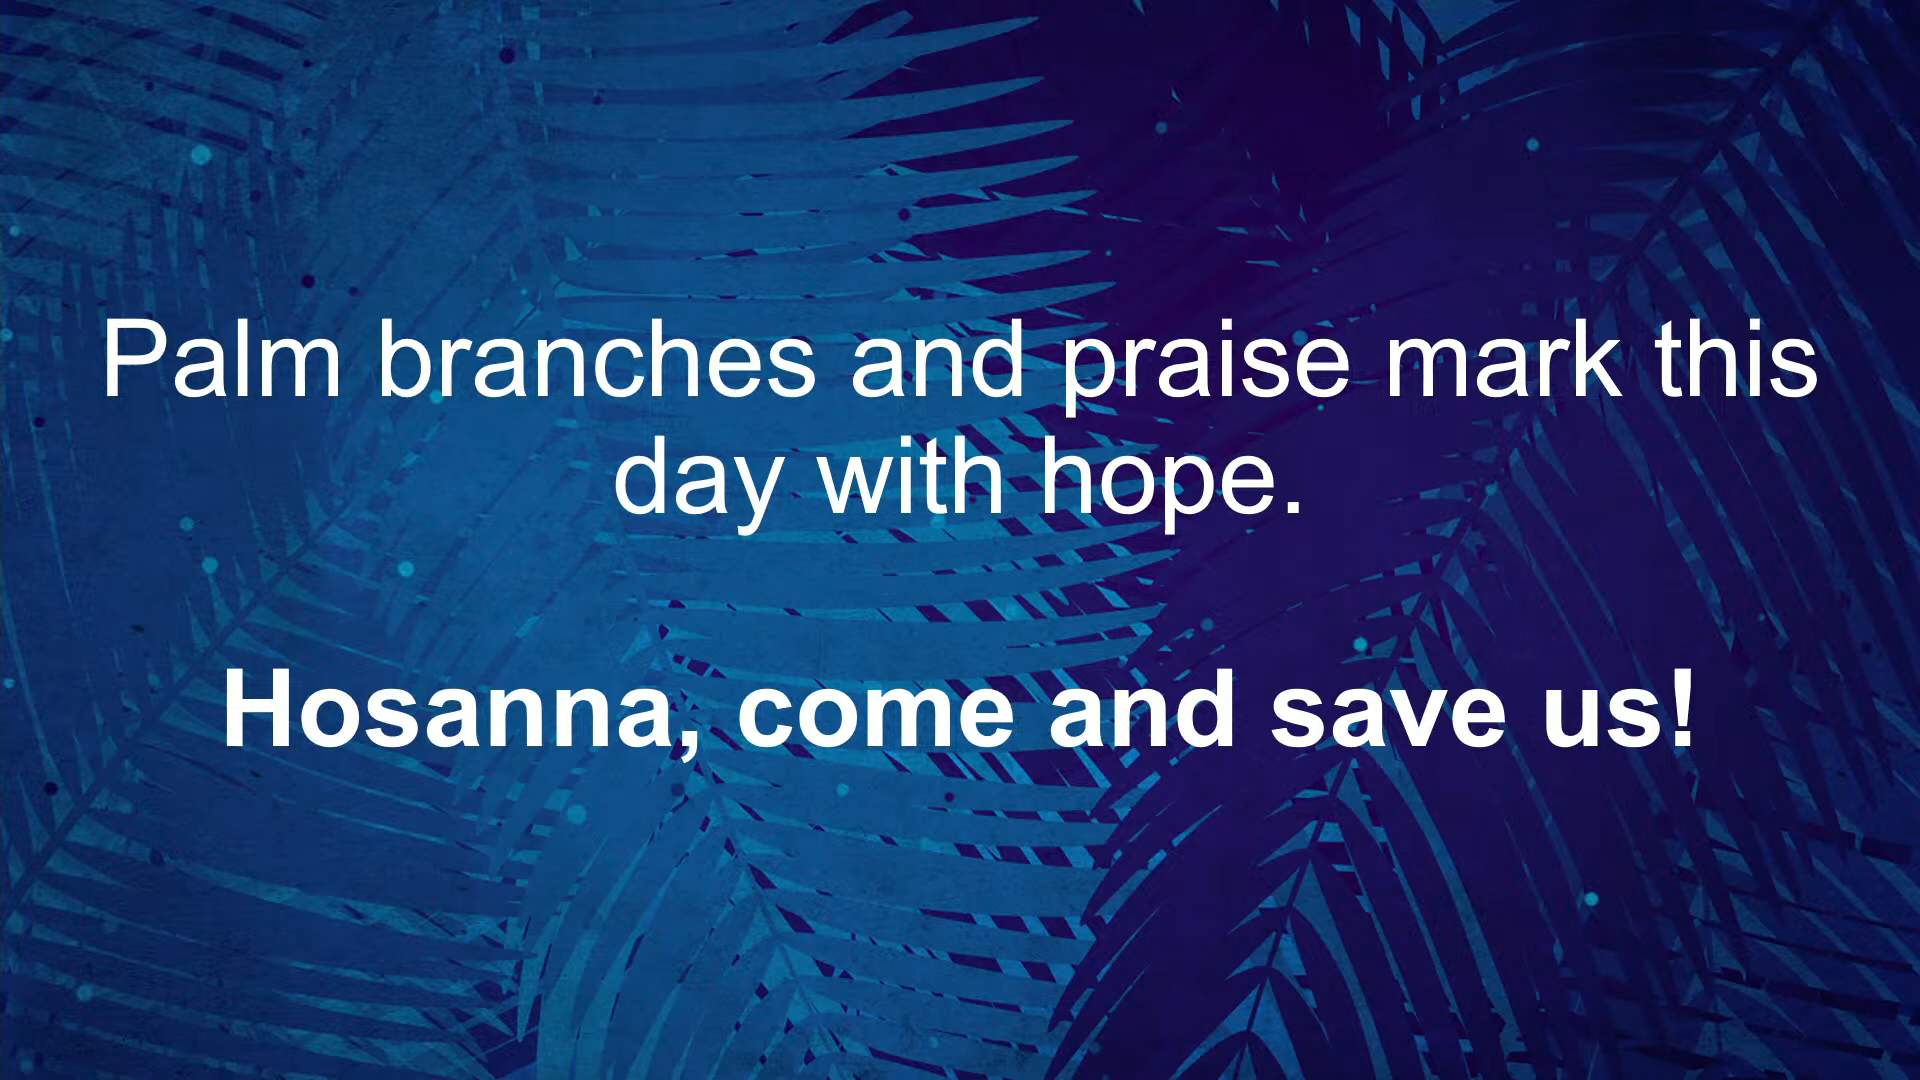 Palm branches and praise mark this
day with hope.
Hosanna, come and save us!